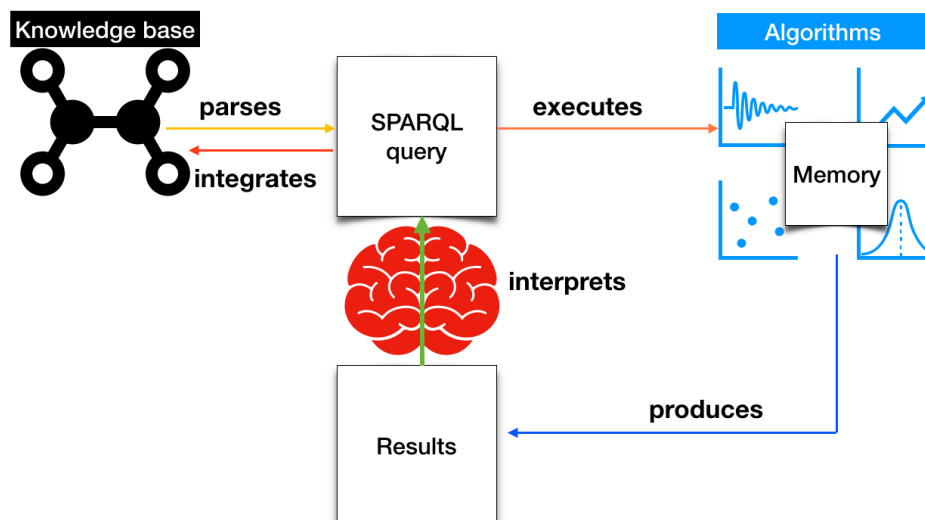 Knowledge base
Algorithms
parses
SPARQL
query
executes
integrates
Memory
interprets
produces
Results